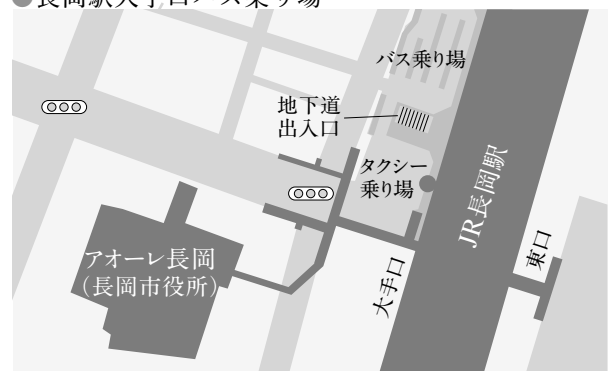 ●長岡駅大手口バス乗り場
バス乗り場
地下道
出入口
タクシー
乗り場
JR長岡駅
東口
大手口
アオーレ長岡
(長岡市役所)